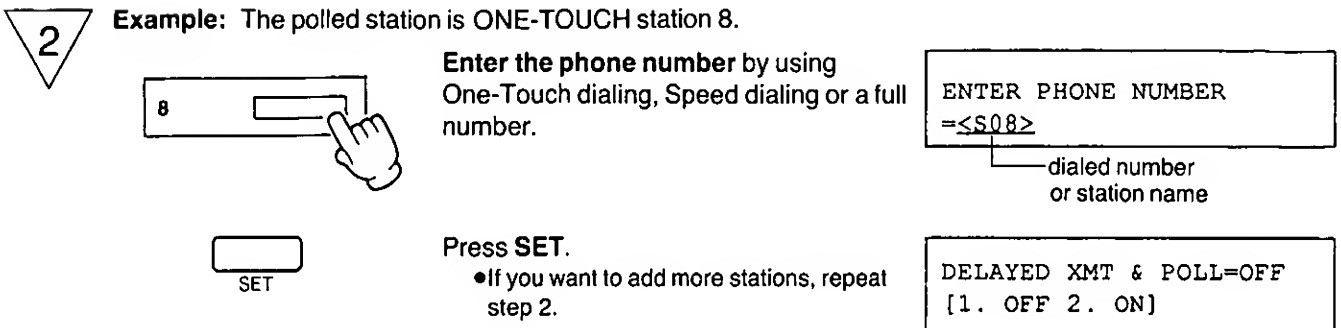 2
Example: The polled station is ONE-TOUCH station 8.
8
Enter the phone number by using
One-Touch dialing, Speed dialing or a full
number.
ENTER PHONE NUMBER
=<S08>
dialed number
or station name
SET
Press SET.
●If you want to add more stations, repeat
step 2.
DELAYED XMT & POLL=OFF
[1. OFF 2. ON]